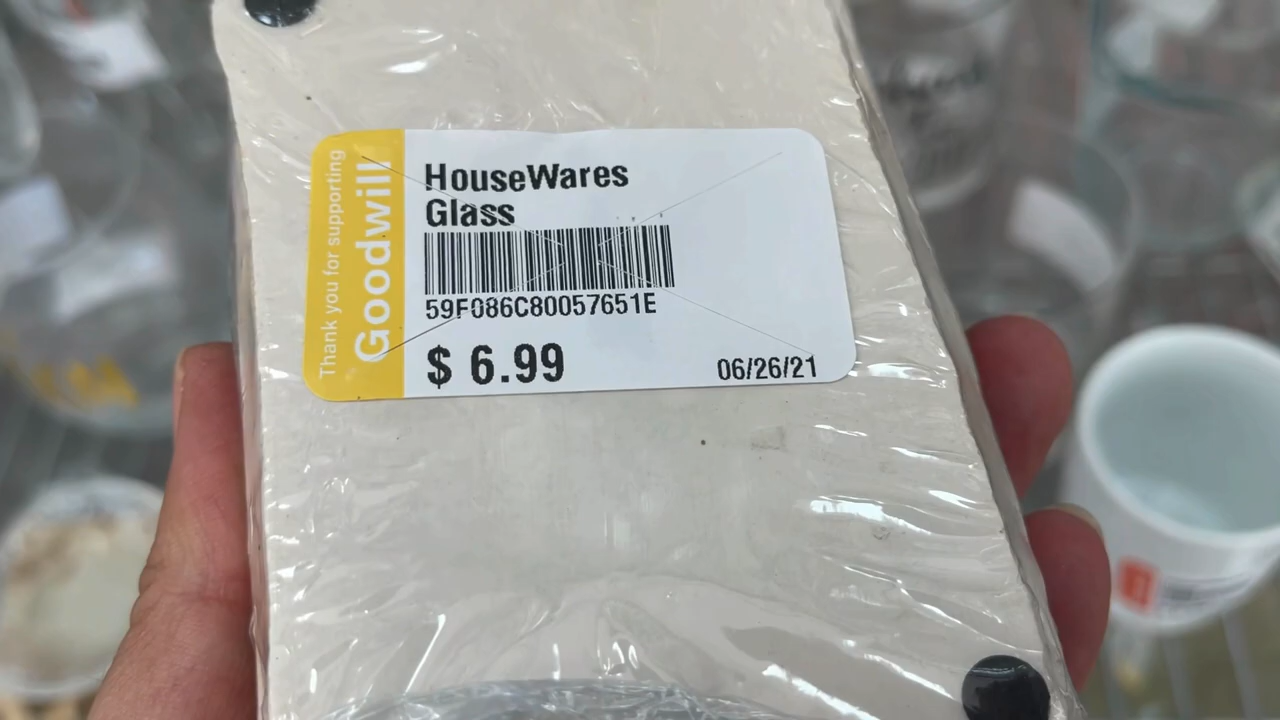 Thank you for supporting
Goodwill
HouseWares
Glass
59F086C80057651E
$ 6.99
06/26/21